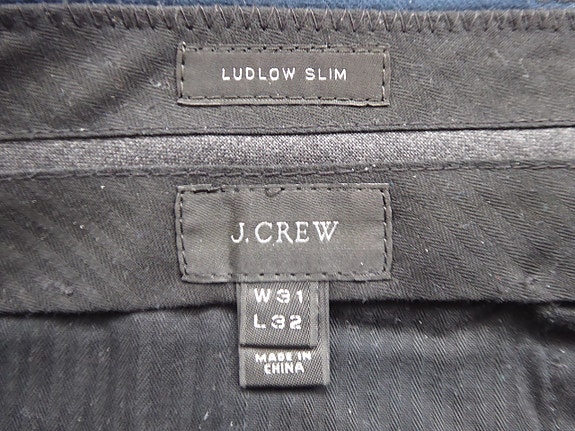 LUDLOW SLIM
J.CREW
W31
L32
MADE IN
CHINA